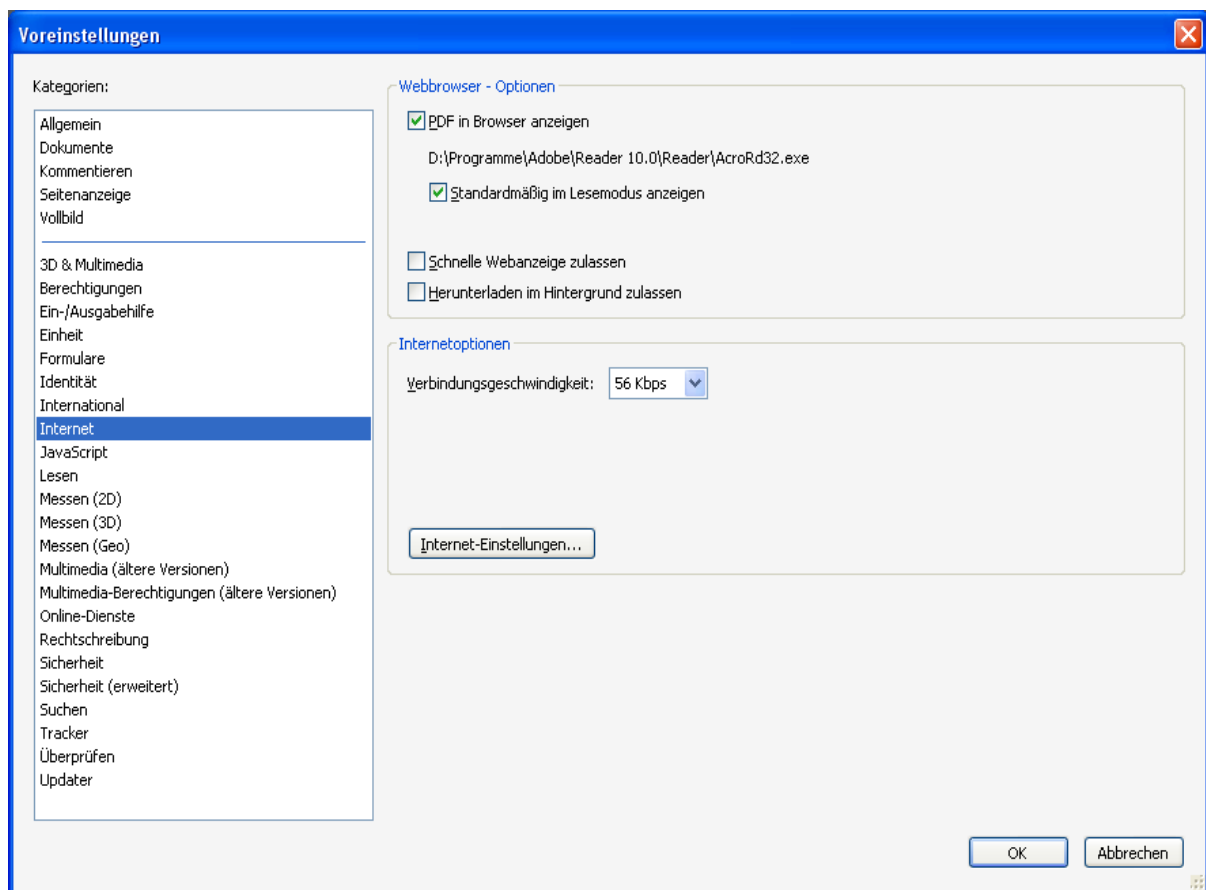 Voreinstellungen
Kategorien:
Allgemein
Dokumente
Kommentieren
Seitenanzeige
Vollbild
3D & Multimedia
Berechtigungen
Ein-/Ausgabehilfe
Einheit
Formulare
Identität
International
Internet
JavaScript
Lesen
Messen (2D)
Messen (3D)
Messen (Geo)
Multimedia (ältere Versionen)
Multimedia-Berechtigungen (ältere Versionen)
Online-Dienste
Rechtschreibung
Sicherheit
Sicherheit (erweitert)
Suchen
Tracker
Überprüfen
Updater
Webbrowser - Optionen
PDF in Browser anzeigen
D:\Programme\Adobe\Reader 10.0\Reader\AcroRd32.exe
Standardmäßig im Lesemodus anzeigen
Schnelle Webanzeige zulassen
Herunterladen im Hintergrund zulassen
Internetoptionen
Verbindungsgeschwindigkeit: 56 Kbps
Internet-Einstellungen...
OK Abbrechen